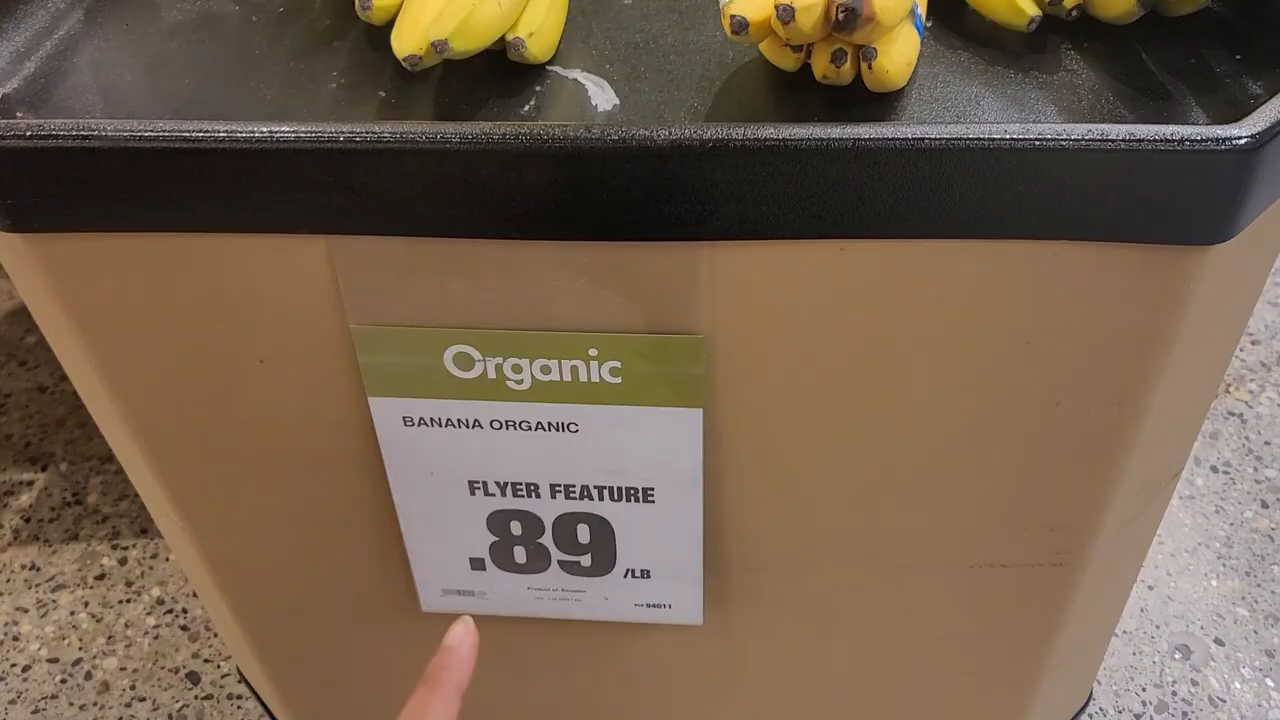 Organic
BANANA ORGANIC
FLYER FEATURE
.89 /LB
Product of: Ecuador
PLU 94011